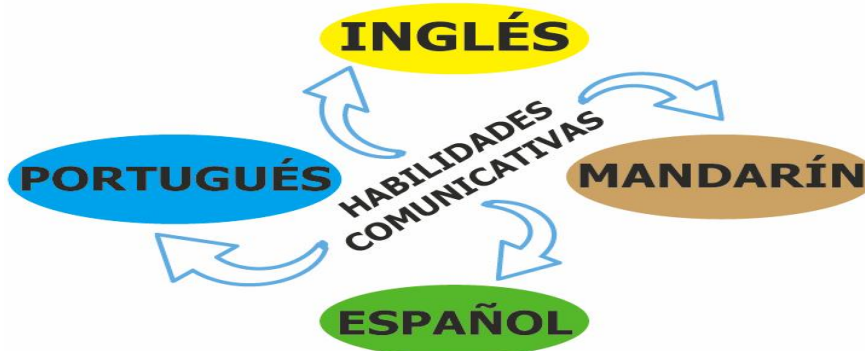 INGLÉS
HABILIDADES
COMUNICATIVAS
PORTUGUÉS
MANDARÍN
ESPAÑOL